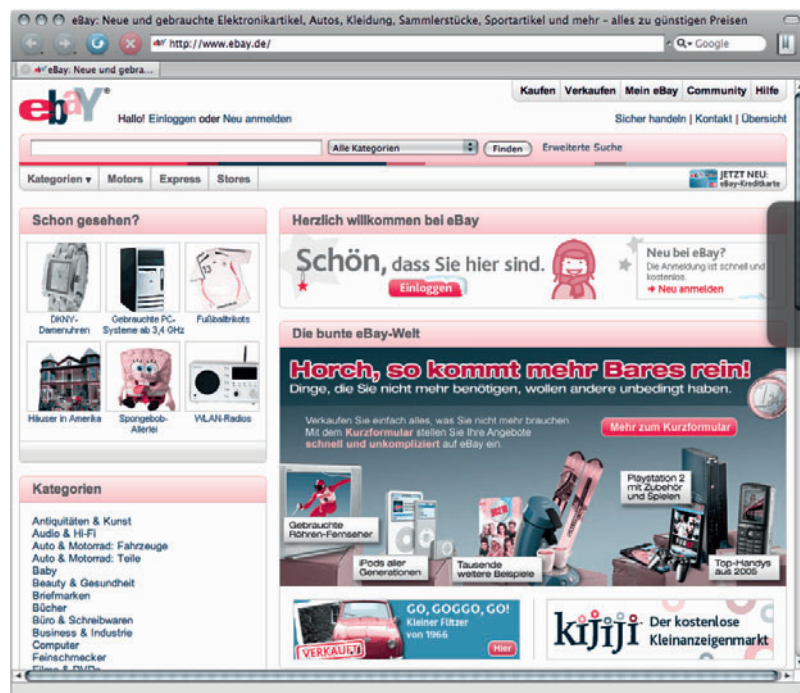 eBay: Neue und gebrauchte Elektronikartikel, Autos, Kleidung, Sammlerstücke, Sportartikel und mehr – alles zu günstigen Preisen
http://www.ebay.de/
Google
eBay: Neue und gebra...
Kaufen Verkaufen Mein eBay Community Hilfe
ebaY®
Hallo! Einloggen oder Neu anmelden
Sicher handeln | Kontakt | Übersicht
Alle Kategorien
Finden
Erweiterte Suche
Kategorien ▾ Motors Express Stores
JETZT NEU:
eBay-Kreditkarte
Schon gesehen?
DKNY-
Damenuhren
Gebrauchte PC-
Systeme ab 3,4 GHz
Fußballtrikots
Häuser in Amerika
Spongebob-
Allerlei
WLAN-Radios
Kategorien
Antiquitäten & Kunst
Audio & Hi-Fi
Auto & Motorrad: Fahrzeuge
Auto & Motorrad: Teile
Baby
Beauty & Gesundheit
Briefmarken
Bücher
Büro & Schreibwaren
Business & Industrie
Computer
Feinschmecker
Filme & DVDs
Herzlich willkommen bei eBay
Schön, dass Sie hier sind.
Einloggen
Neu bei eBay?
Die Anmeldung ist schnell und
kostenlos.
Neu anmelden
Die bunte eBay-Welt
Horch, so kommt mehr Bares rein!
Dinge, die Sie nicht mehr benötigen, wollen andere unbedingt haben.
Verkaufen Sie einfach alles, was Sie nicht mehr brauchen.
Mit dem Kurzformular stellen Sie Ihre Angebote
schnell und unkompliziert auf eBay ein.
Mehr zum Kurzformular
Gebrauchte
Röhren-Fernseher
iPods aller
Generationen
Tausende
weitere Beispiele
Playstation 2
mit Zubehör
und Spielen
Top-Handys
aus 2006
GO, GOGGO, GO!
Kleiner Flitzer
von 1966
VERKAUFT
Hier
kijiji
Der kostenlose
Kleinanzeigenmarkt